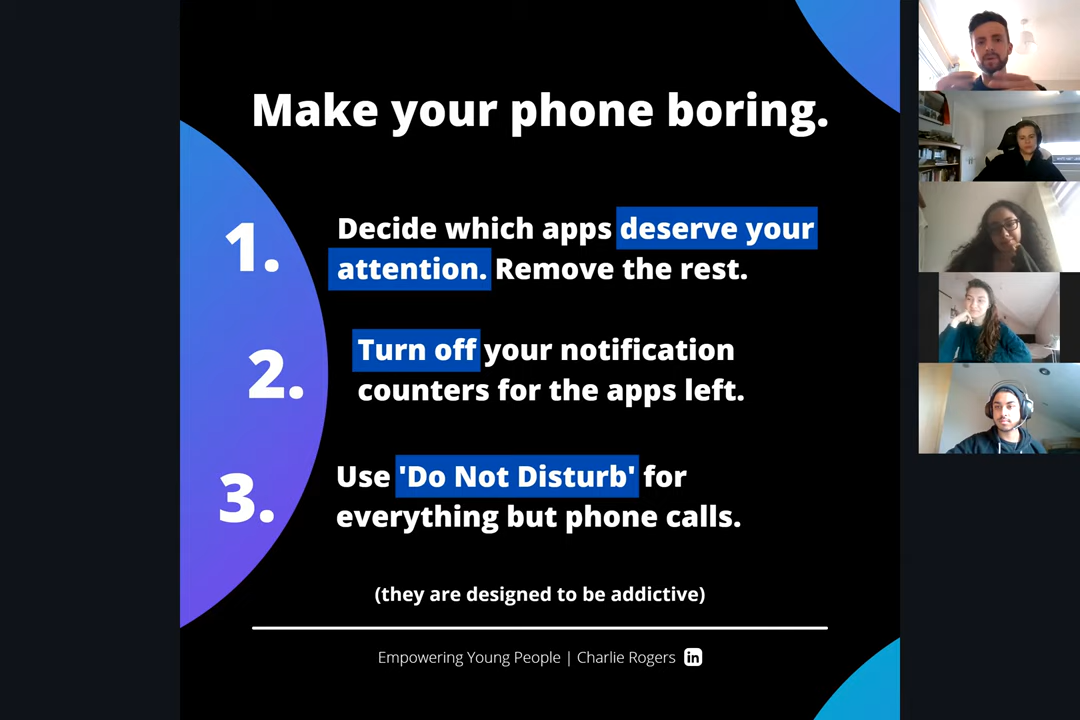 Make your phone boring.
1.
Decide which apps deserve your
attention. Remove the rest.
2.
Turn off your notification
counters for the apps left.
3.
Use 'Do Not Disturb' for
everything but phone calls.
(they are designed to be addictive)
Empowering Young People | Charlie Rogers in